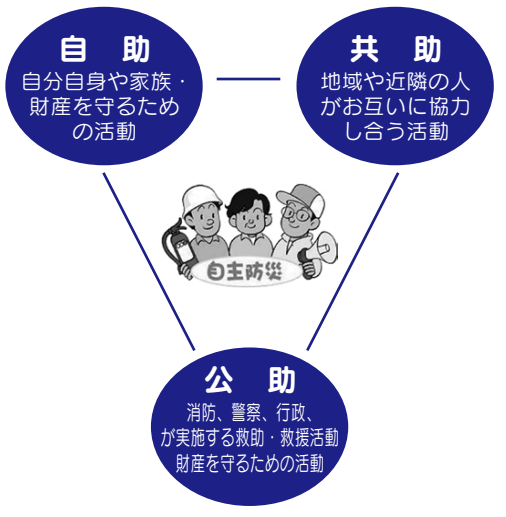 自 助
自分自身や家族・
財産を守るため
の活動
共 助
地域や近隣の人
がお互いに協力
し合う活動
自主防災
公 助
消防、警察、行政、
が実施する救助・救援活動
財産を守るための活動